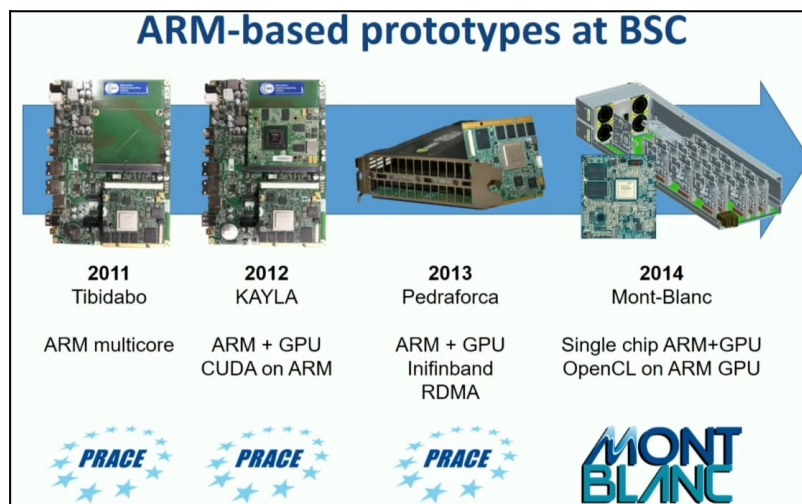 ARM-based prototypes at BSC
2011
Tibidabo
ARM multicore
2012
KAYLA
ARM + GPU
CUDA on ARM
2013
Pedraforca
ARM + GPU
Inifinband
RDMA
2014
Mont-Blanc
Single chip ARM+GPU
OpenCL on ARM GPU
PRACE
PRACE
PRACE
MONT
BLANC